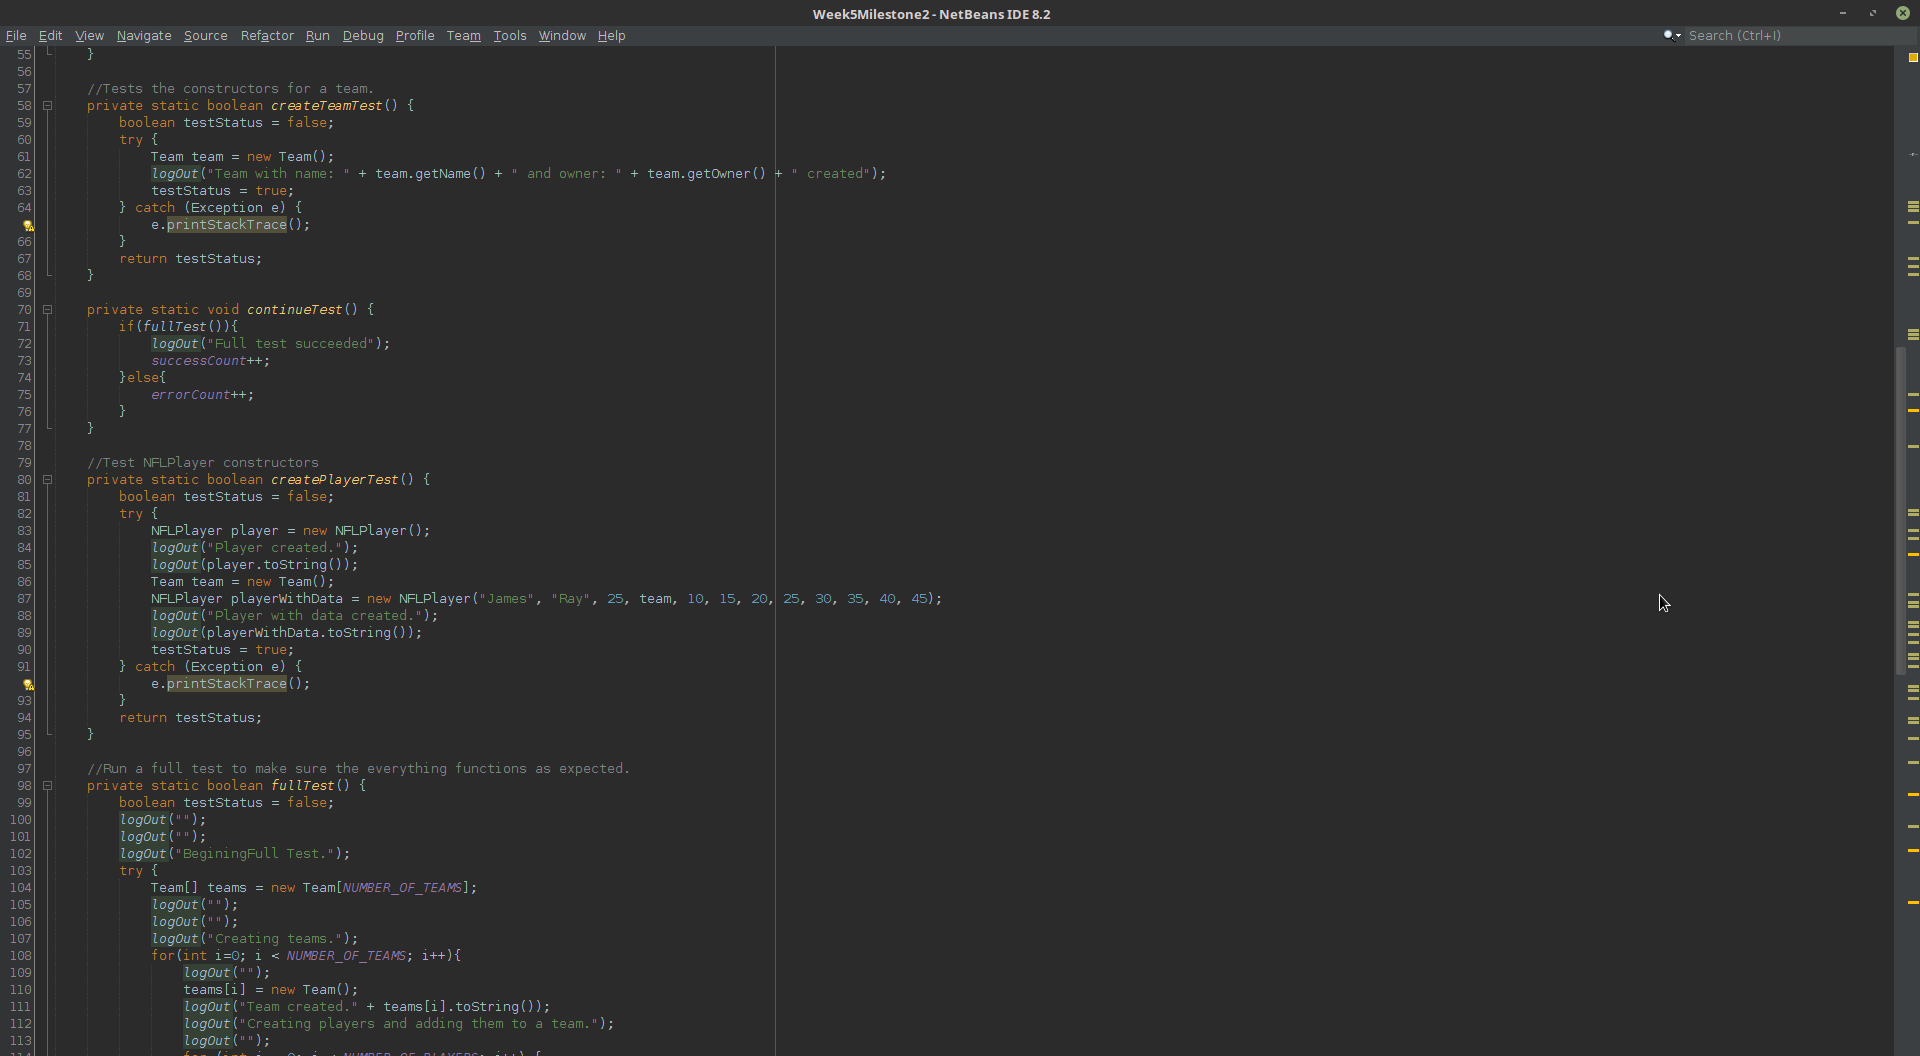 Week5Milestone2 - NetBeans IDE 8.2
File Edit View Navigate Source Refactor Run Debug Profile Team Tools Window Help Search (Ctrl+I)
55     }
56
57     //Tests the constructors for a team.
58     private static boolean createTeamTest() {
59         boolean testStatus = false;
60         try {
61             Team team = new Team();
62             logOut("Team with name: " + team.getName() + " and owner: " + team.getOwner() + " created");
63             testStatus = true;
64         } catch (Exception e) {
            e.printStackTrace();
66         }
67         return testStatus;
68     }
69
70     private static void continueTest() {
71         if(fullTest()){
72             logOut("Full test succeeded");
73             successCount++;
74         }else{
75             errorCount++;
76         }
77     }
78
79     //Test NFLPlayer constructors
80     private static boolean createPlayerTest() {
81         boolean testStatus = false;
82         try {
83             NFLPlayer player = new NFLPlayer();
84             logOut("Player created.");
85             logOut(player.toString());
86             Team team = new Team();
87             NFLPlayer playerWithData = new NFLPlayer("James", "Ray", 25, team, 10, 15, 20, 25, 30, 35, 40, 45);
88             logOut("Player with data created.");
89             logOut(playerWithData.toString());
90             testStatus = true;
91         } catch (Exception e) {
            e.printStackTrace();
93         }
94         return testStatus;
95     }
96
97     //Run a full test to make sure the everything functions as expected.
98     private static boolean fullTest() {
99         boolean testStatus = false;
100         logOut("");
101         logOut("");
102         logOut("BeginingFull Test.");
103         try {
104             Team[] teams = new Team[NUMBER_OF_TEAMS];
105             logOut("");
106             logOut("");
107             logOut("Creating teams.");
108             for(int i=0; i < NUMBER_OF_TEAMS; i++){
109                 logOut("");
110                 teams[i] = new Team();
111                 logOut("Team created." + teams[i].toString());
112                 logOut("Creating players and adding them to a team.");
113                 logOut("");